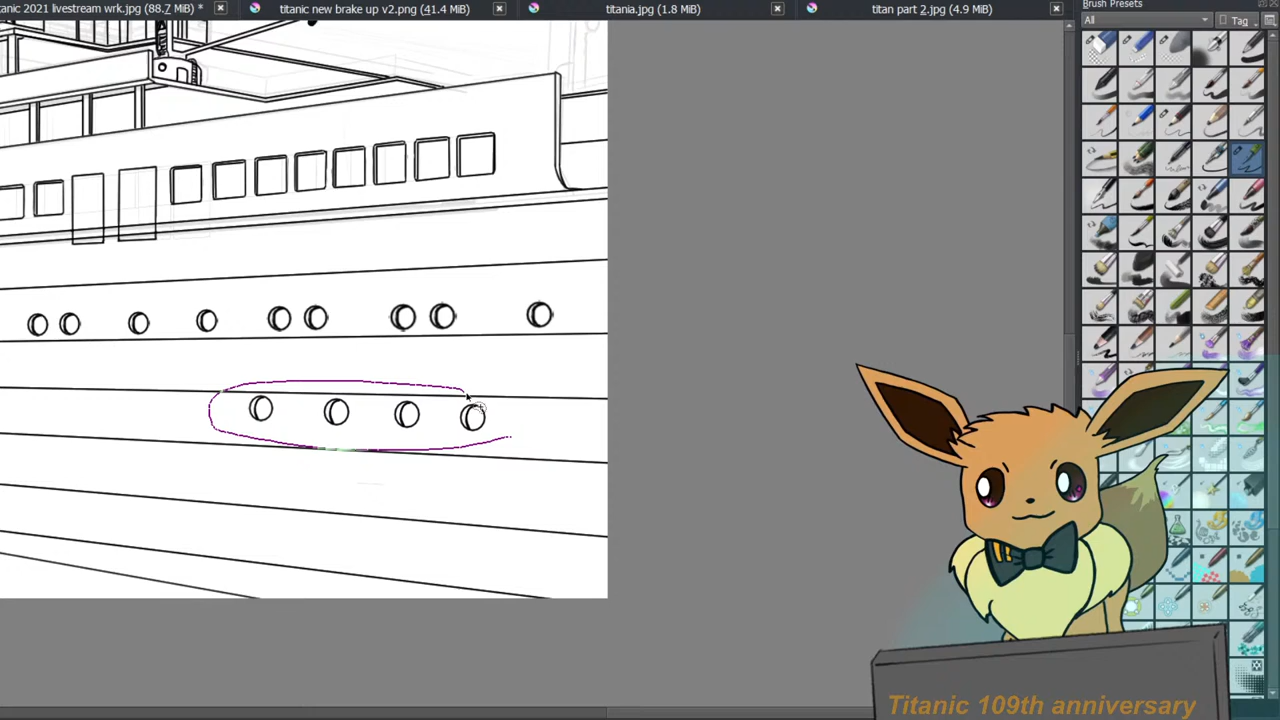 tanic 2021 livestream wrk.jpg (88.7 MiB) *
titanic new brake up v2.png (41.4 MiB)
titania.jpg (1.8 MiB)
titan part 2.jpg (4.9 MiB)
Brush Presets
All
Tag
Titanic 109th anniversary